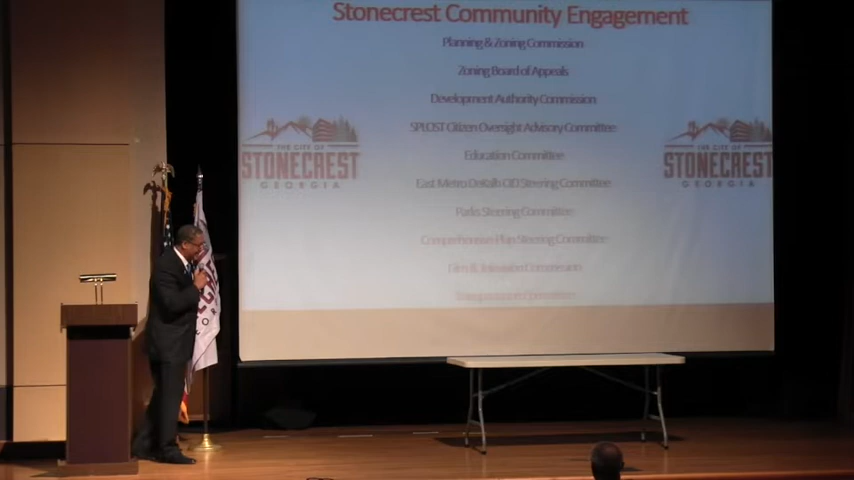 Stonecrest Community Engagement
Planning & Zoning Commission
Zoning Board of Appeals
Development Authority Commission
SPLOST Citizen Oversight Advisory Committee
Education Committee
East Metro DeKalb CID Steering Committee
Parks Steering Committee
Comprehensive Plan Steering Committee
Film &
THE CITY OF
STONECREST
GEORGIA
THE CITY OF
STONECREST
GEORGIA